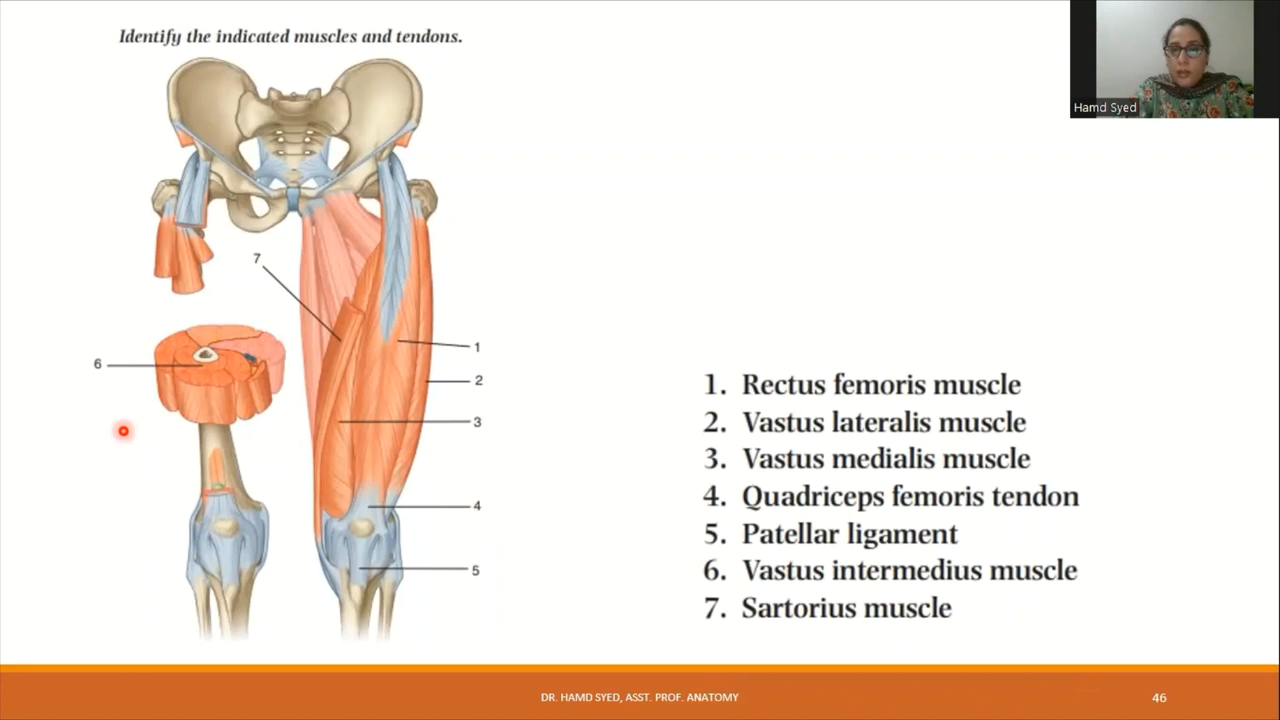 Identify the indicated muscles and tendons.
Hamd Syed
7
1
6
2
3
4
5
1. Rectus femoris muscle
2. Vastus lateralis muscle
3. Vastus medialis muscle
4. Quadriceps femoris tendon
5. Patellar ligament
6. Vastus intermedius muscle
7. Sartorius muscle
DR. HAMD SYED, ASST. PROF. ANATOMY
46